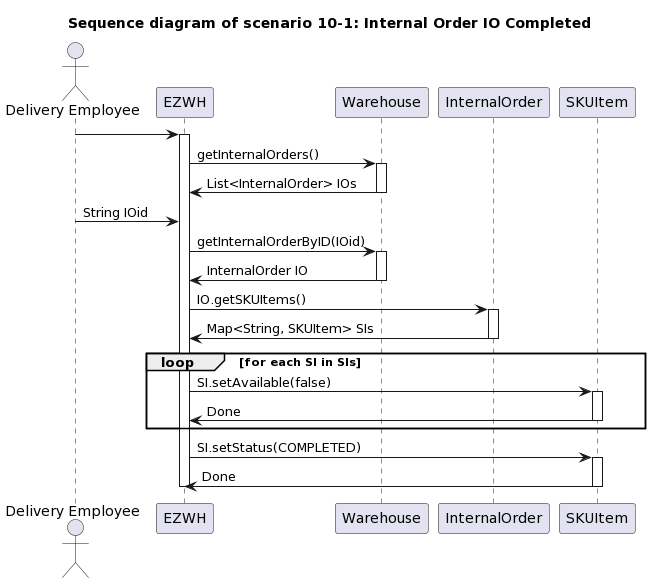 Sequence diagram of scenario 10-1: Internal Order IO Completed
Delivery Employee
EZWH
Warehouse
InternalOrder
SKUItem
getInternalOrders()
List<InternalOrder> IOs
String IOid
getInternalOrderByID(IOid)
InternalOrder IO
IO.getSKUItems()
Map<String, SKUItem> SIs
loop [for each SI in SIs]
SI.setAvailable(false)
Done
SI.setStatus(COMPLETED)
Done
Delivery Employee
EZWH
Warehouse
InternalOrder
SKUItem